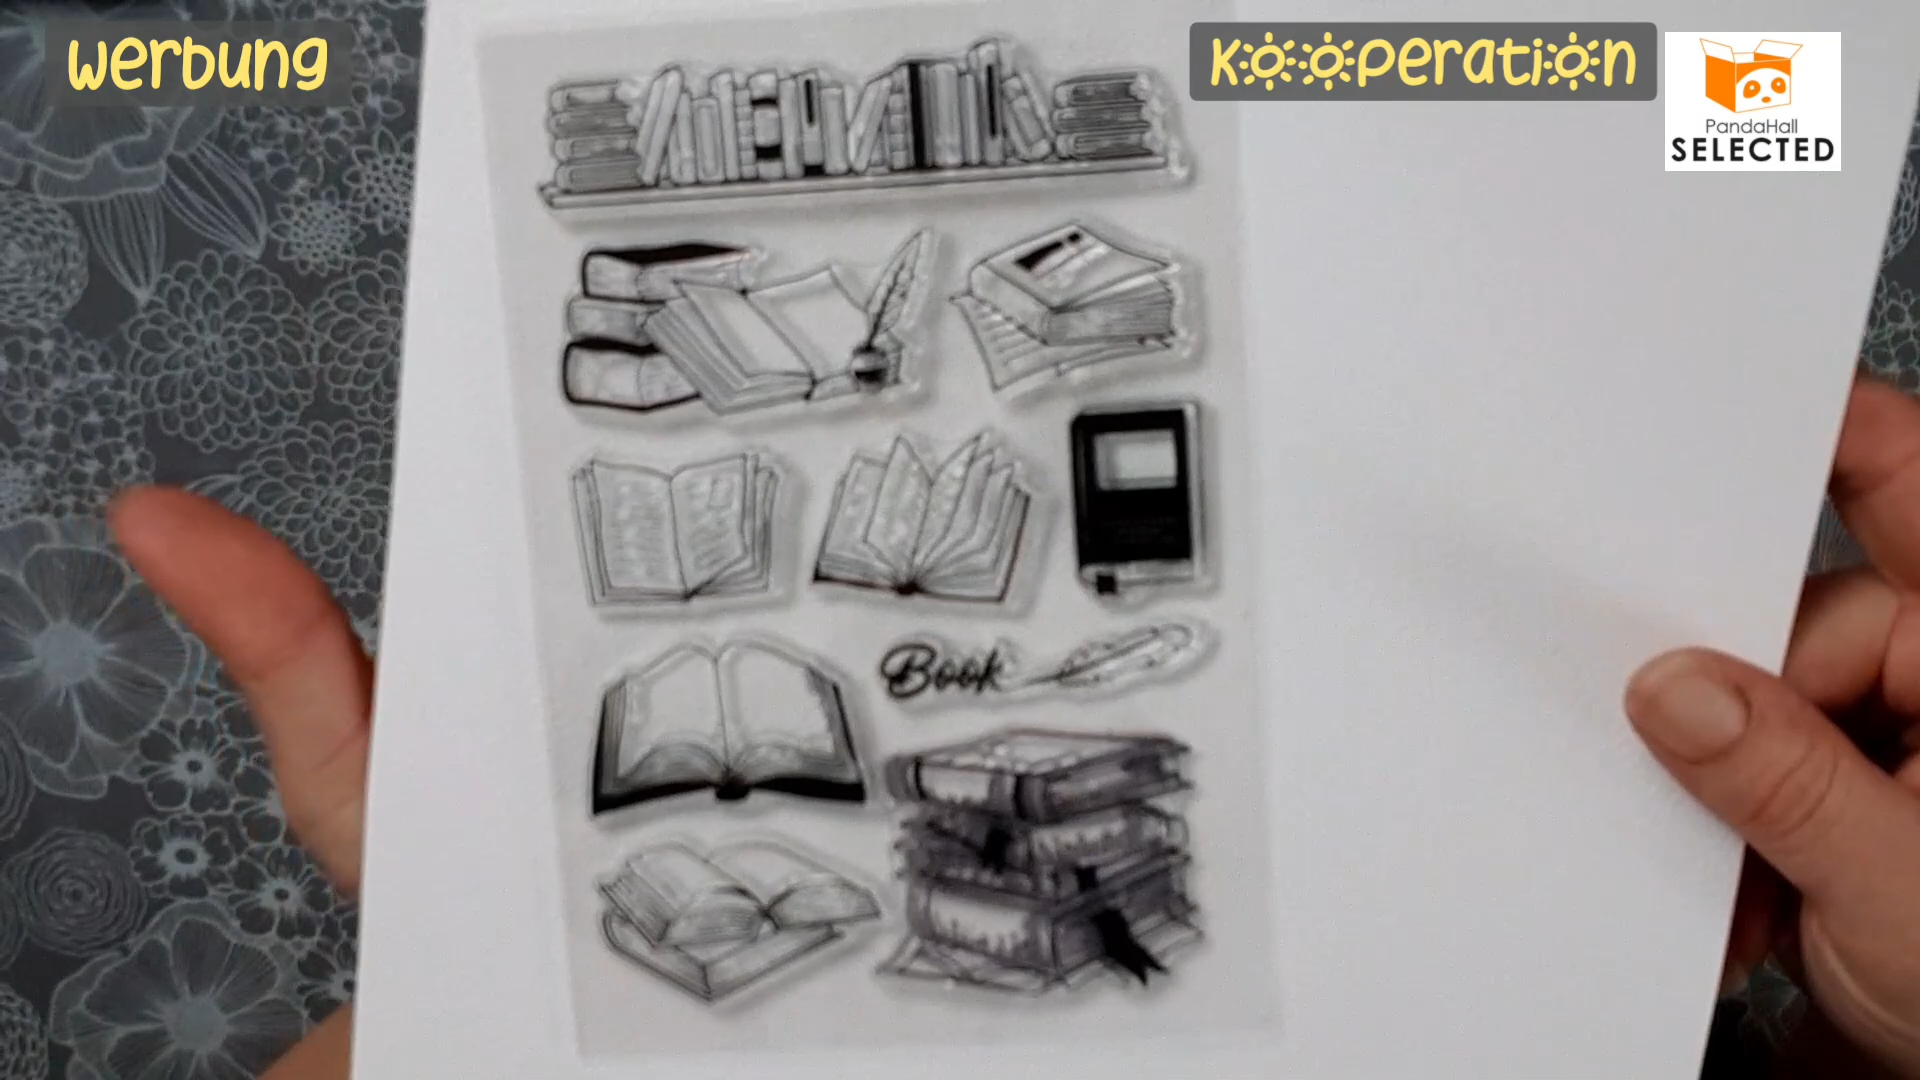 werbung
Kooperation
PandaHall
SELECTED
Book